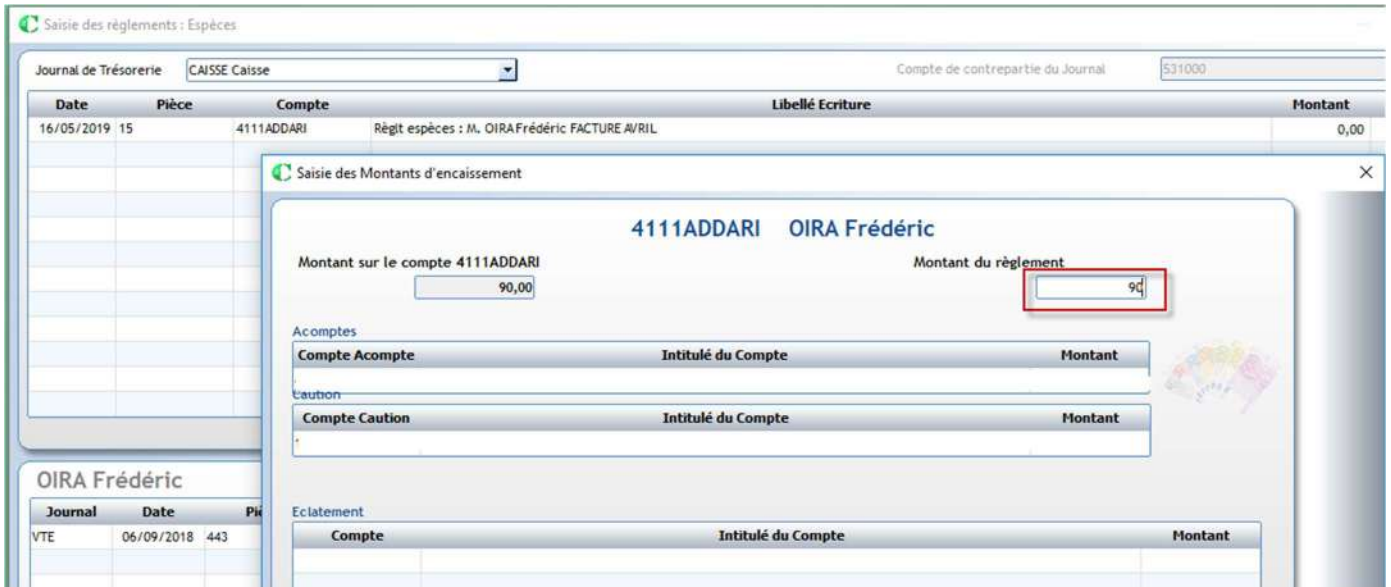 Saisie des règlements : Espèces
Journal de Trésorerie CAISSE Caisse Compte de contrepartie du Journal 531000
Date Pièce Compte Libellé Ecriture Montant
16/05/2019 15 4111ADDARI Règlt espèces : M. OIRA Frédéric FACTURE AVRIL 0,00
Saisie des Montants d'encaissement
4111ADDARI OIRA Frédéric
Montant sur le compte 4111ADDARI Montant du règlement
90,00 90
Acomptes
Compte Acompte Intitulé du Compte Montant
Caution
Compte Caution Intitulé du Compte Montant
OIRA Frédéric
Journal Date Piè
VTE 06/09/2018 443
Eclatement
Compte Intitulé du Compte Montant